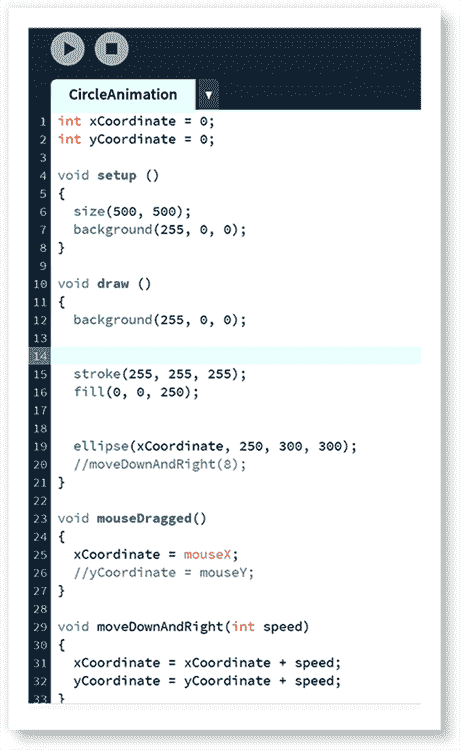 CircleAnimation ▼
1 int xCoordinate = 0;
2 int yCoordinate = 0;
3
4 void setup ()
5 {
6   size(500, 500);
7   background(255, 0, 0);
8 }
9
10 void draw ()
11 {
12   background(255, 0, 0);
13
14
15   stroke(255, 255, 255);
16   fill(0, 0, 250);
17
18
19   ellipse(xCoordinate, 250, 300, 300);
20   //moveDownAndRight(8);
21 }
22
23 void mouseDragged()
24 {
25   xCoordinate = mouseX;
26   //yCoordinate = mouseY;
27 }
28
29 void moveDownAndRight(int speed)
30 {
31   xCoordinate = xCoordinate + speed;
32   yCoordinate = yCoordinate + speed;
33 }